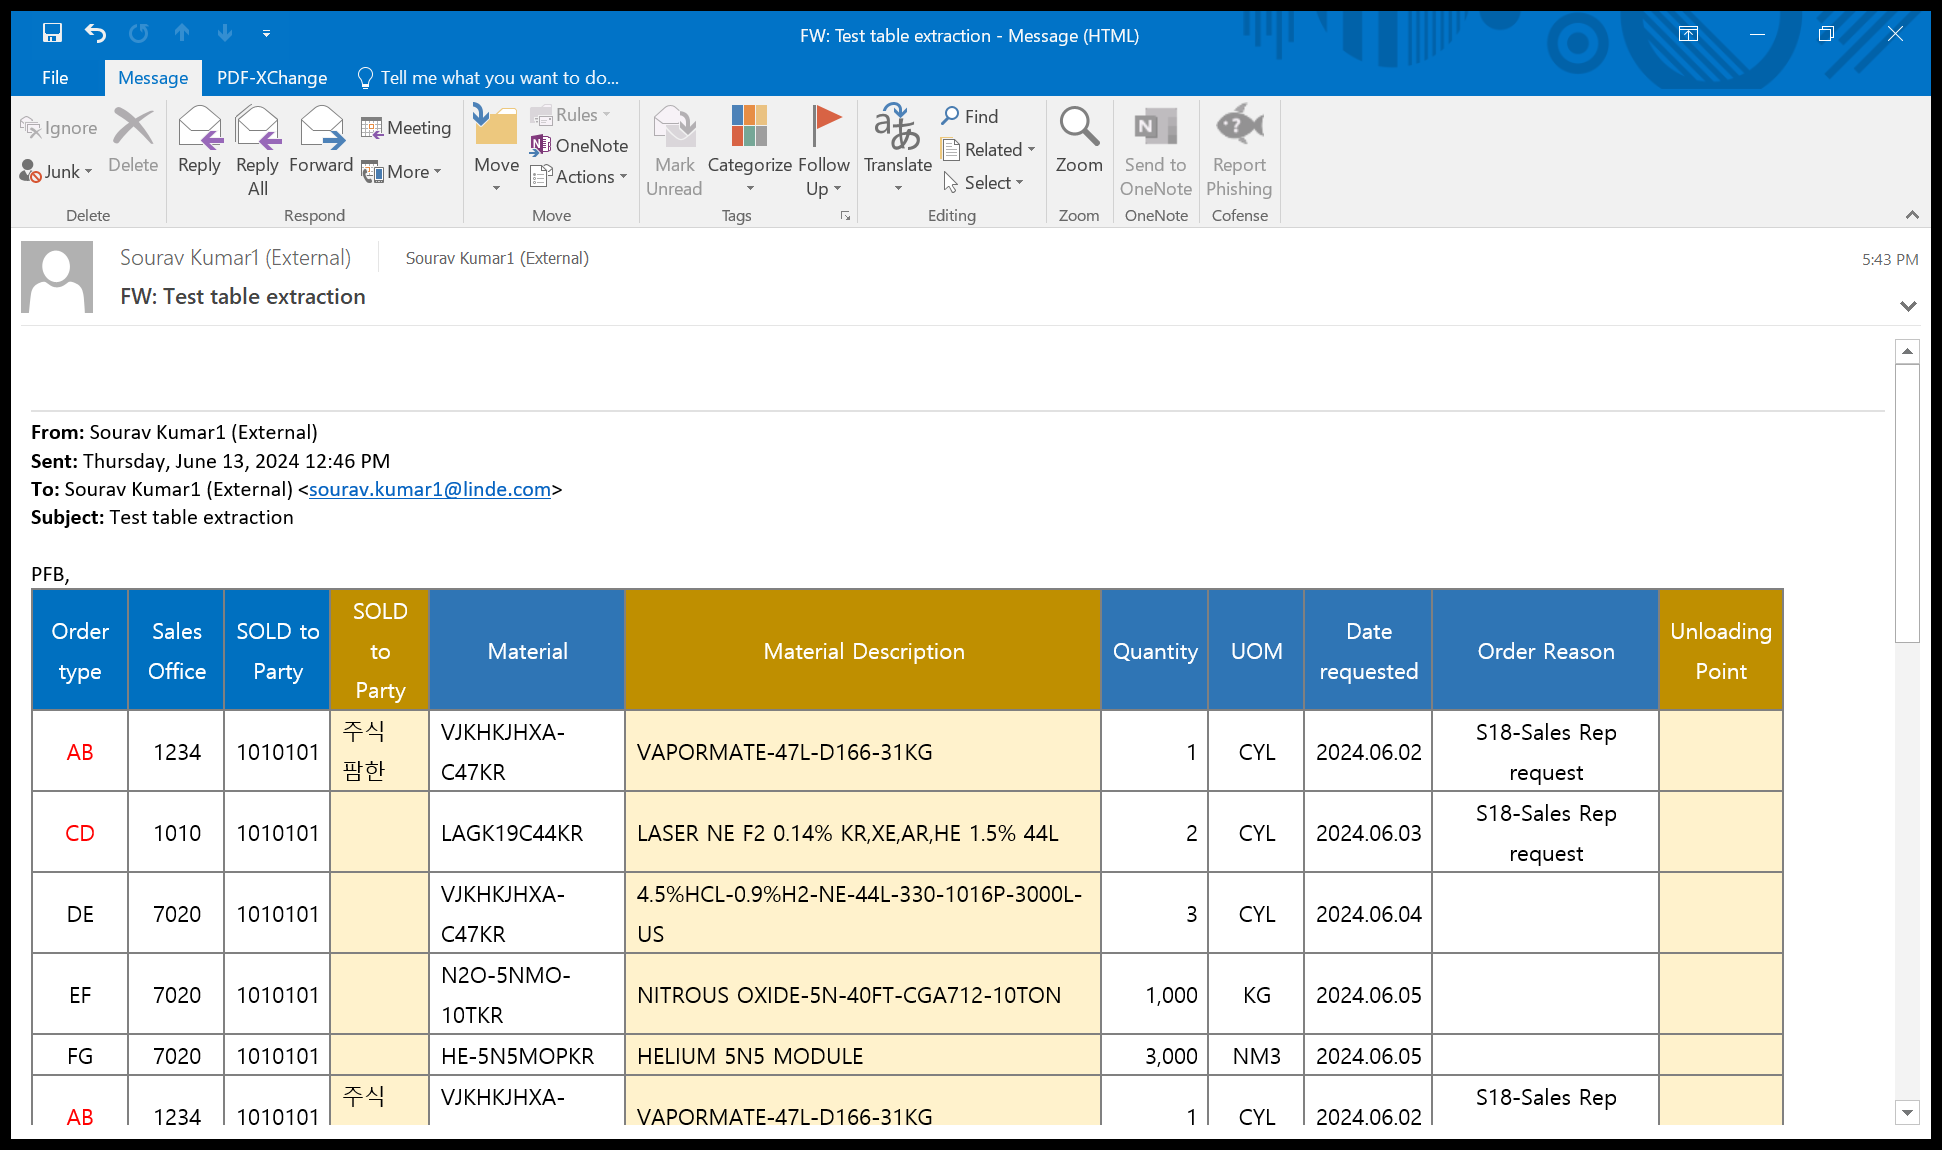 FW: Test table extraction - Message (HTML)
File Message PDF-XChange Tell me what you want to do...
Ignore
Junk
Delete
Delete
Reply
Reply All
Forward
Meeting
More
Respond
Move
Rules
OneNote
Actions
Move
Mark Unread
Categorize
Follow Up
Tags
Translate
Find
Related
Select
Editing
Zoom
Zoom
Send to OneNote
OneNote
Report Phishing
Cofense
Sourav Kumar1 (External) Sourav Kumar1 (External) 5:43 PM
FW: Test table extraction
From: Sourav Kumar1 (External)
Sent: Thursday, June 13, 2024 12:46 PM
To: Sourav Kumar1 (External) <sourav.kumar1@linde.com>
Subject: Test table extraction
PFB,
Order type Sales Office SOLD to Party SOLD to Party Material Material Description Quantity UOM Date requested Order Reason Unloading Point
AB 1234 1010101 주식 팜한 VJKHKJHXA-C47KR VAPORMATE-47L-D166-31KG 1 CYL 2024.06.02 S18-Sales Rep request
CD 1010 1010101 LAGK19C44KR LASER NE F2 0.14% KR,XE,AR,HE 1.5% 44L 2 CYL 2024.06.03 S18-Sales Rep request
DE 7020 1010101 VJKHKJHXA-C47KR 4.5%HCL-0.9%H2-NE-44L-330-1016P-3000L-US 3 CYL 2024.06.04
EF 7020 1010101 N2O-5NMO-10TKR NITROUS OXIDE-5N-40FT-CGA712-10TON 1,000 KG 2024.06.05
FG 7020 1010101 HE-5N5MOPKR HELIUM 5N5 MODULE 3,000 NM3 2024.06.05
AB 1234 1010101 주식 VJKHKJHXA- VAPORMATE-47L-D166-31KG 1 CYL 2024.06.02 S18-Sales Rep